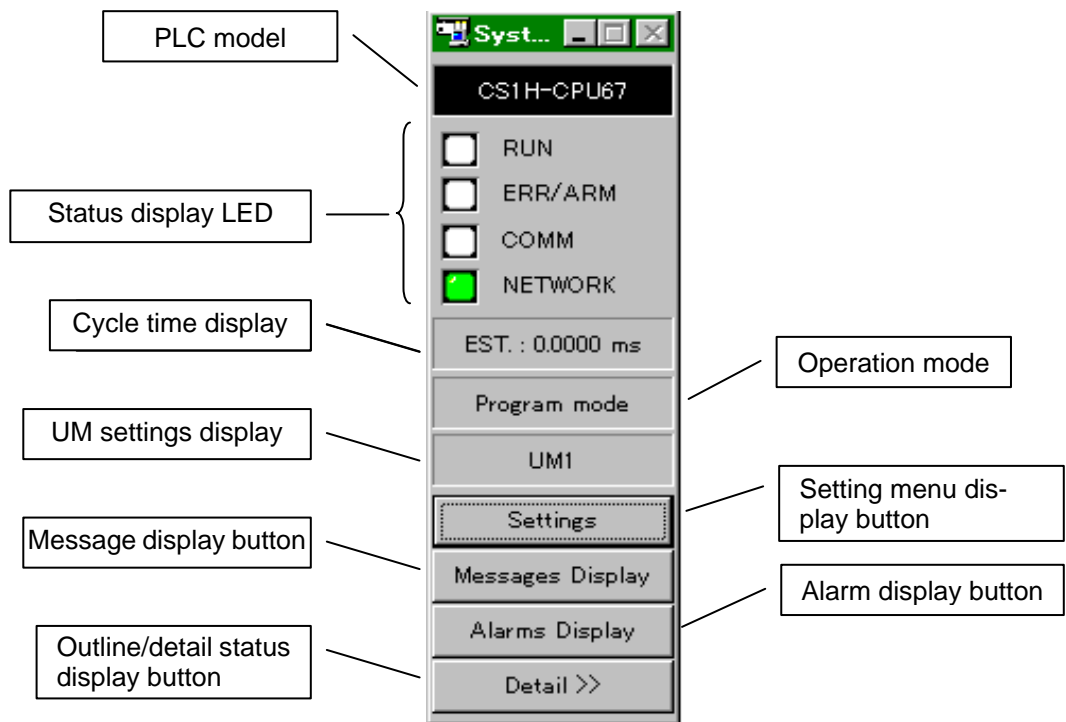 PLC model
Syst...
CS1H-CPU67
RUN
ERR/ARM
Status display LED
COMM
NETWORK
Cycle time display
EST. : 0.0000 ms
Operation mode
Program mode
UM settings display
UM1
Setting menu dis-
play button
Settings
Message display button
Messages Display
Alarm display button
Alarms Display
Outline/detail status
display button
Detail >>